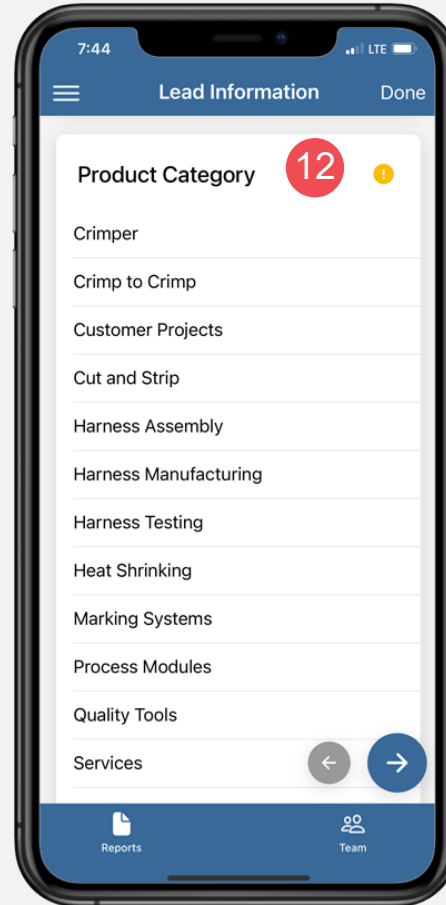 7:44 LTE
Lead Information Done
Product Category 12 !
Crimper
Crimp to Crimp
Customer Projects
Cut and Strip
Harness Assembly
Harness Manufacturing
Harness Testing
Heat Shrinking
Marking Systems
Process Modules
Quality Tools
Services
Reports Team